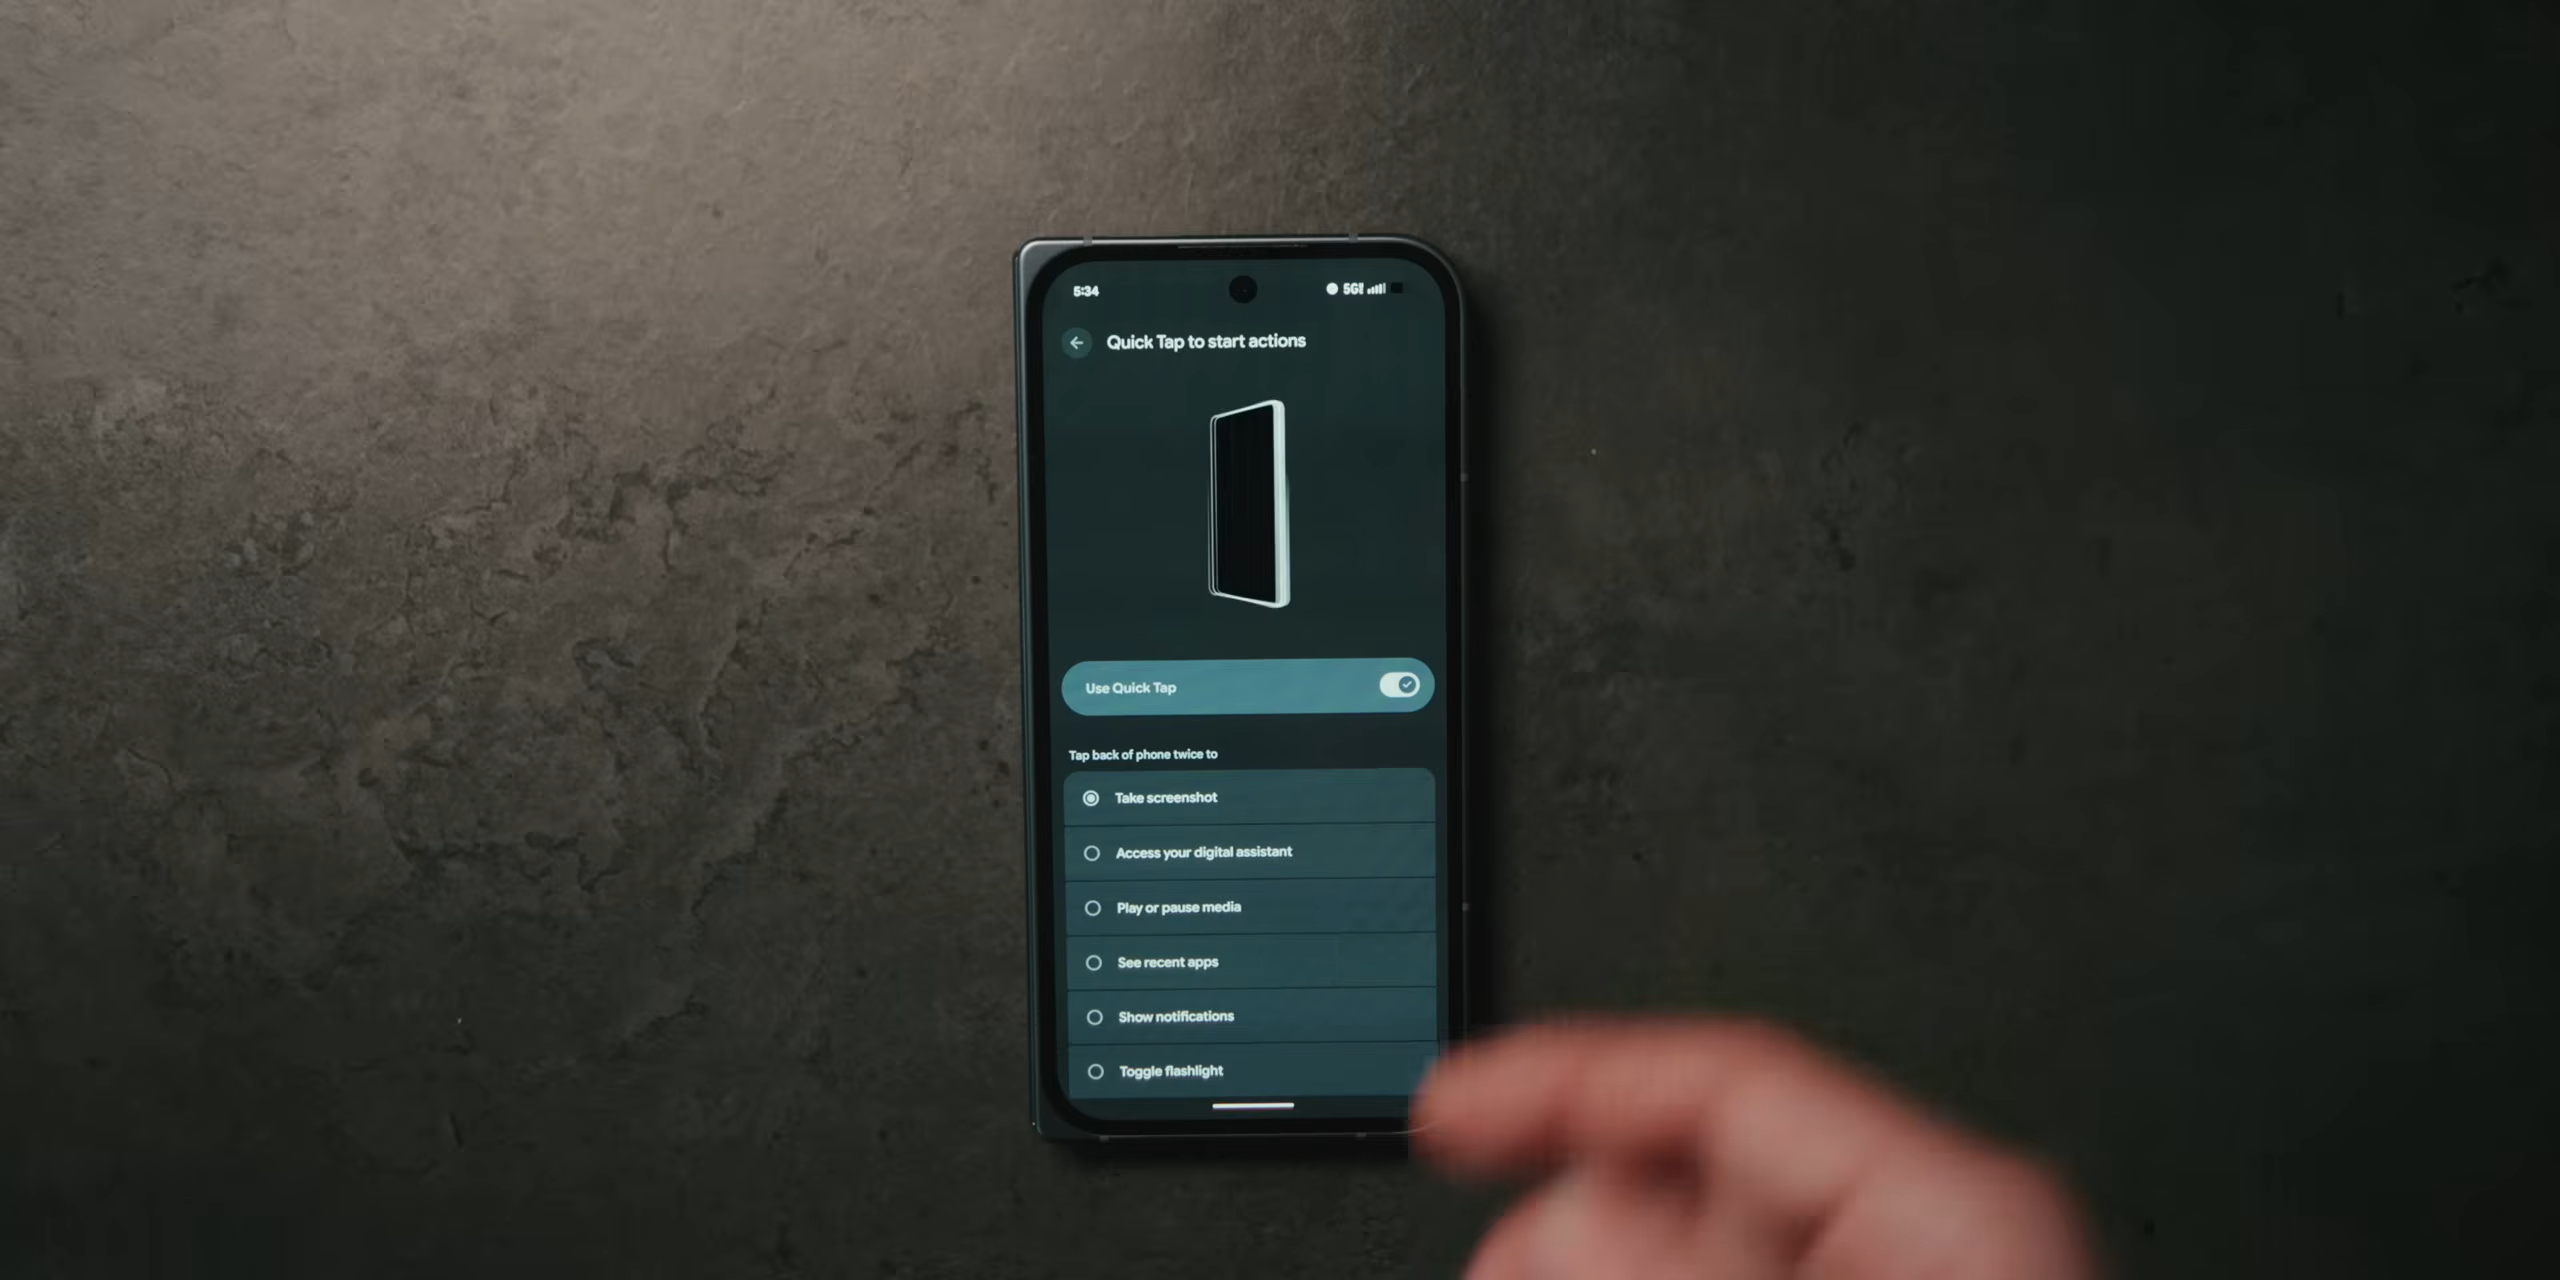 5:34
5G
Quick Tap to start actions
Use Quick Tap
Tap back of phone twice to
Take screenshot
Access your digital assistant
Play or pause media
See recent apps
Show notifications
Toggle flashlight